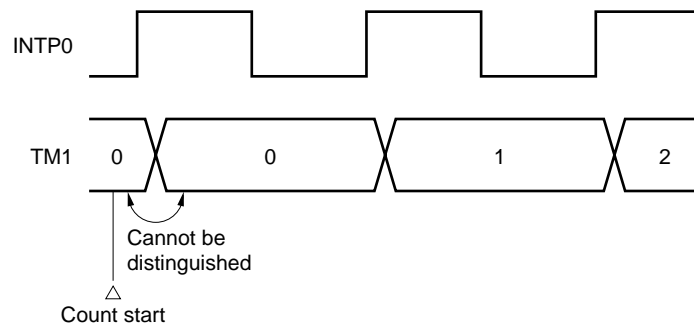 INTP0
TM1
0
0
1
2
Cannot be
distinguished
Count start